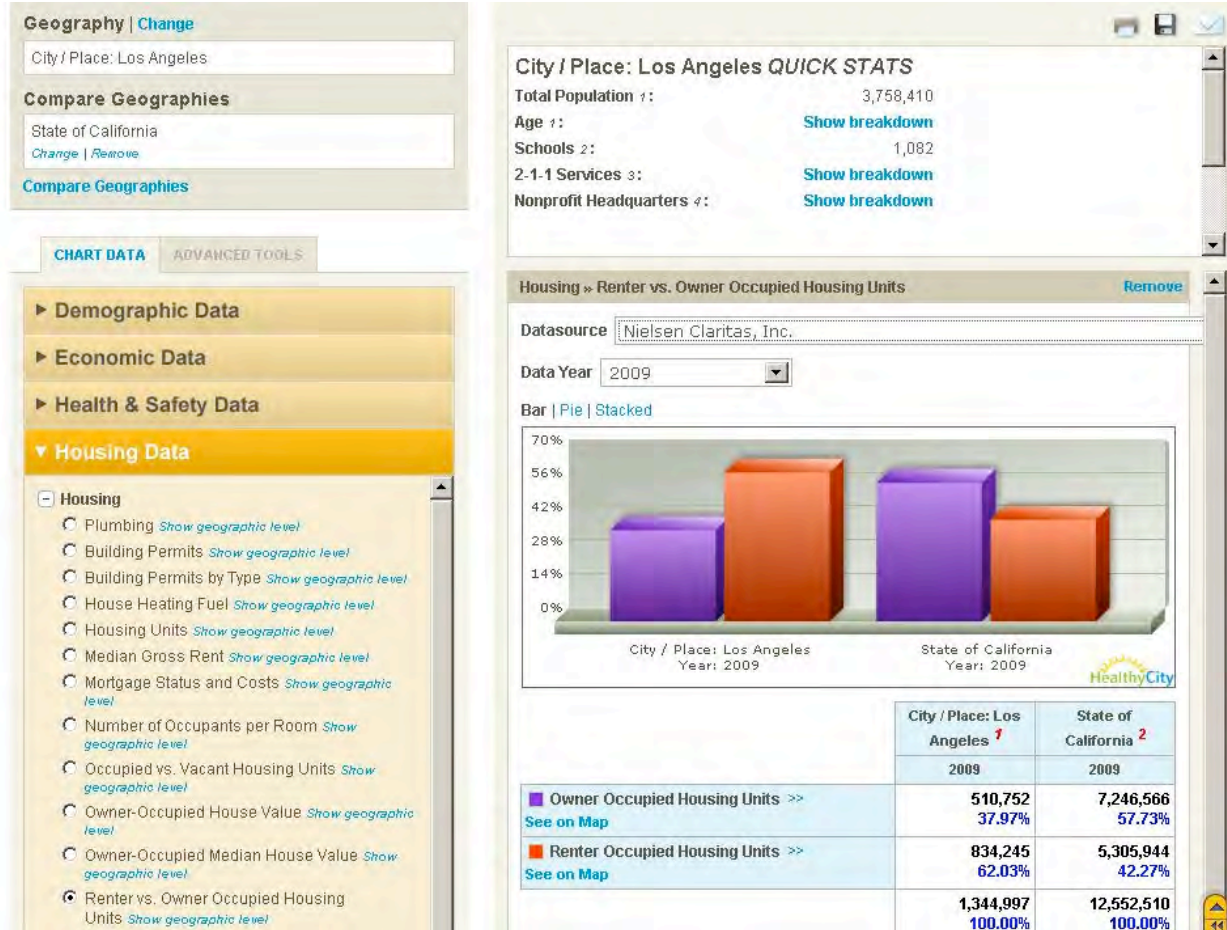 Geography | Change
City / Place: Los Angeles
Compare Geographies
State of California
Change | Remove
Compare Geographies
CHART DATA
ADVANCED TOOLS
Demographic Data
Economic Data
Health & Safety Data
Housing Data
Housing
Plumbing Show geographic level
Building Permits Show geographic level
Building Permits by Type Show geographic level
House Heating Fuel Show geographic level
Housing Units Show geographic level
Median Gross Rent Show geographic level
Mortgage Status and Costs Show geographic
level
Number of Occupants per Room Show
geographic level
Occupied vs. Vacant Housing Units Show
geographic level
Owner-Occupied House Value Show geographic
level
Owner-Occupied Median House Value Show
geographic level
Renter vs. Owner Occupied Housing
Units Show geographic level
City / Place: Los Angeles QUICK STATS
Total Population 1: 3,758,410
Age 1: Show breakdown
Schools 2: 1,082
2-1-1 Services 3: Show breakdown
Nonprofit Headquarters 4: Show breakdown
Housing » Renter vs. Owner Occupied Housing Units Remove
Datasource Nielsen Claritas, Inc.
Data Year 2009
Bar | Pie | Stacked
70%
56%
42%
28%
14%
0%
City / Place: Los Angeles
Year: 2009
State of California
Year: 2009
HealthyCity
City / Place: Los
Angeles 1
State of
California 2
2009 2009
Owner Occupied Housing Units >> 510,752 7,246,566
See on Map 37.97% 57.73%
Renter Occupied Housing Units >> 834,245 5,305,944
See on Map 62.03% 42.27%
1,344,997 12,552,510
100.00% 100.00%